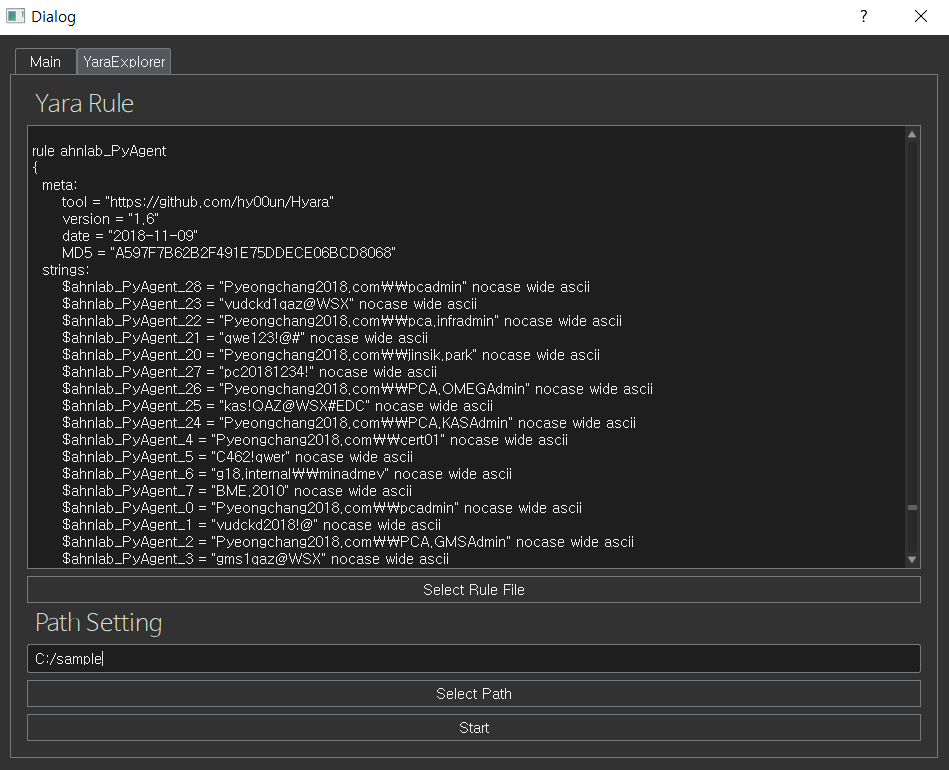 Dialog
?
Main
YaraExplorer
Yara Rule
rule ahnlab_PyAgent
{
meta:
tool = "https://github.com/hy00un/Hyara"
version = "1.6"
date = "2018-11-09"
MD5 = "A597F7B62B2F491E75DDECE06BCD8068"
strings:
$ahnlab_PyAgent_28 = "Pyeongchang2018.com₩₩pcadmin" nocase wide ascii
$ahnlab_PyAgent_23 = "vudckd1qaz@WSX" nocase wide ascii
$ahnlab_PyAgent_22 = "Pyeongchang2018.com₩₩pca.infradmin" nocase wide ascii
$ahnlab_PyAgent_21 = "qwe123!@#" nocase wide ascii
$ahnlab_PyAgent_20 = "Pyeongchang2018.com₩₩jinsik.park" nocase wide ascii
$ahnlab_PyAgent_27 = "pc20181234!" nocase wide ascii
$ahnlab_PyAgent_26 = "Pyeongchang2018.com₩₩PCA.OMEGAdmin" nocase wide ascii
$ahnlab_PyAgent_25 = "kas!QAZ@WSX#EDC" nocase wide ascii
$ahnlab_PyAgent_24 = "Pyeongchang2018.com₩₩PCA.KASAdmin" nocase wide ascii
$ahnlab_PyAgent_4 = "Pyeongchang2018.com₩₩cert01" nocase wide ascii
$ahnlab_PyAgent_5 = "C462!qwer" nocase wide ascii
$ahnlab_PyAgent_6 = "g18.internal₩₩minadmev" nocase wide ascii
$ahnlab_PyAgent_7 = "BME.2010" nocase wide ascii
$ahnlab_PyAgent_0 = "Pyeongchang2018.com₩₩pcadmin" nocase wide ascii
$ahnlab_PyAgent_1 = "vudckd2018!@" nocase wide ascii
$ahnlab_PyAgent_2 = "Pyeongchang2018.com₩₩PCA.GMSAdmin" nocase wide ascii
$ahnlab_PyAgent_3 = "gms1qaz@WSX" nocase wide ascii
Select Rule File
Path Setting
C:/sample
Select Path
Start